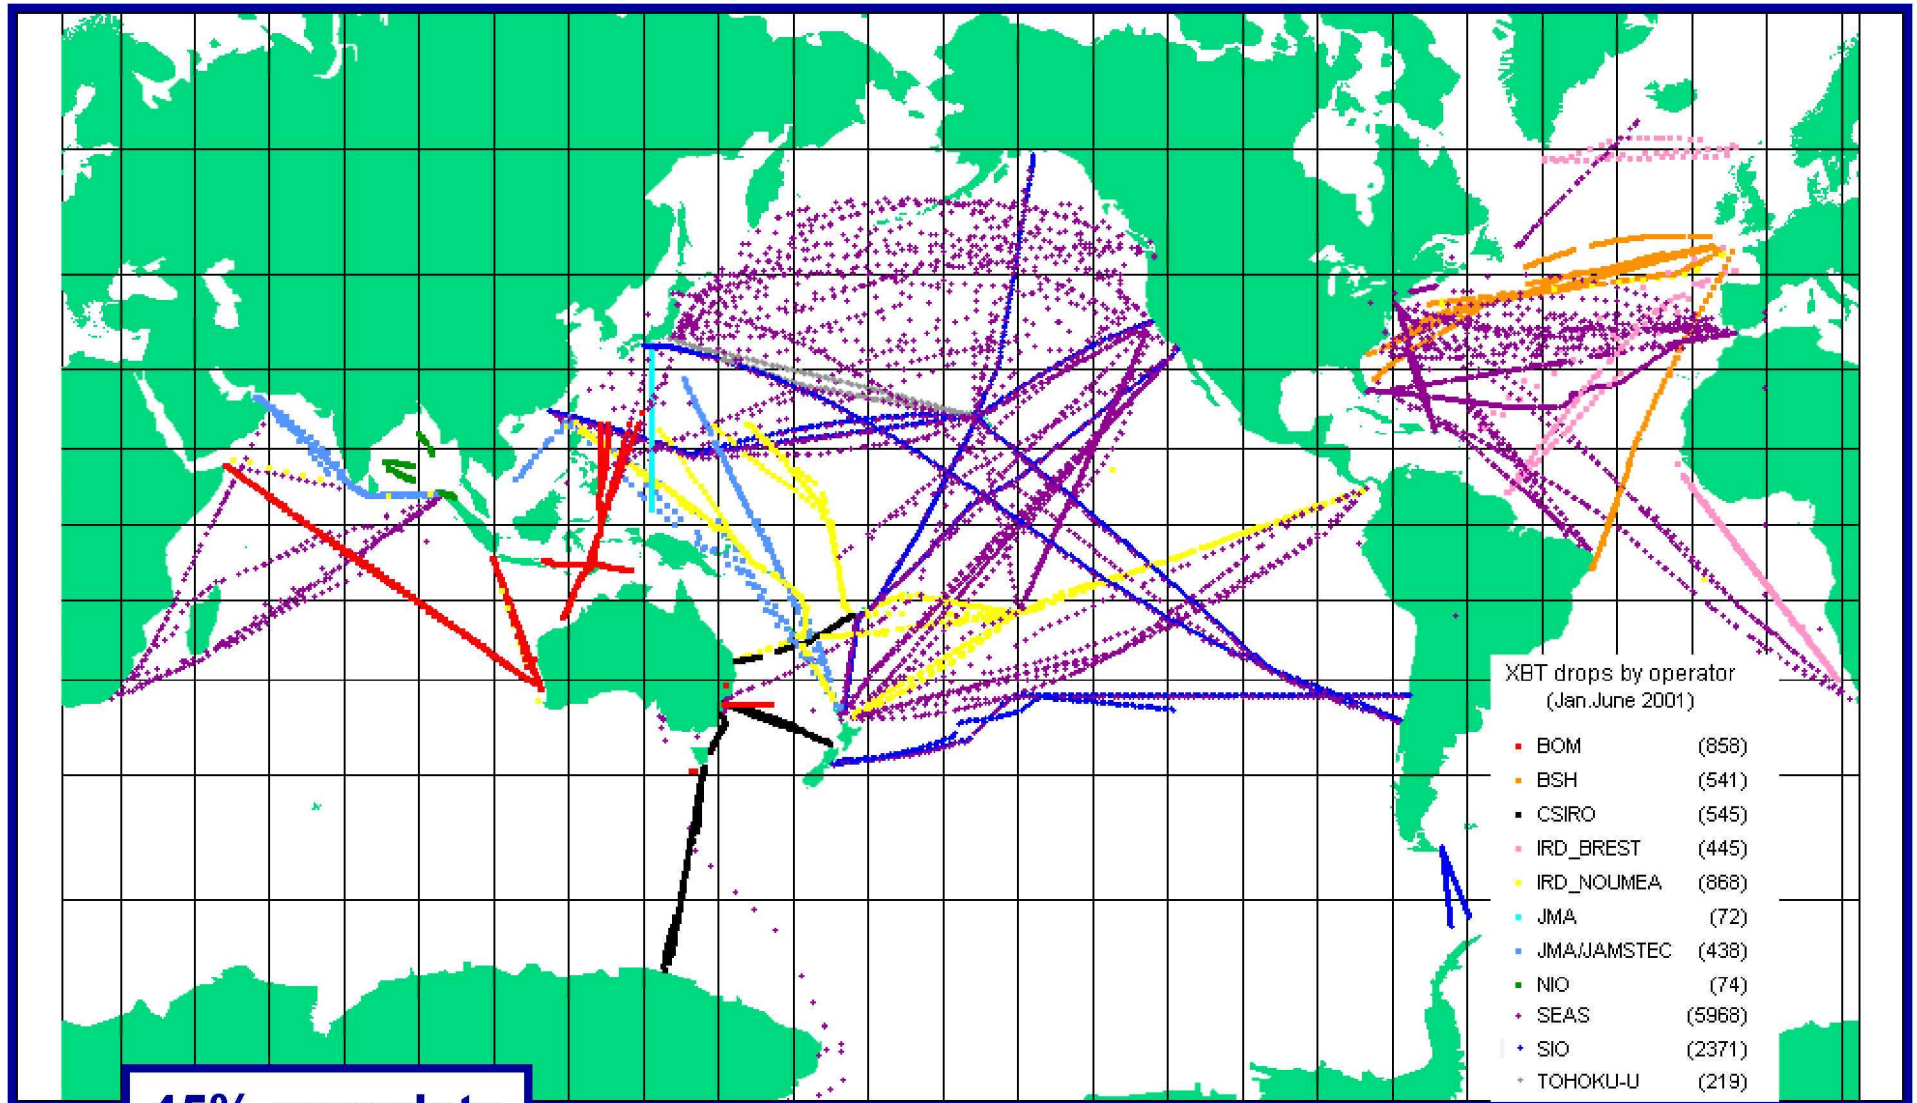 XBT drops by operator
(Jan.June 2001)
BOM (858)
BSH (541)
CSIRO (545)
IRD_BREST (445)
IRD_NOUMEA (868)
JMA (72)
JMA/JAMSTEC (438)
NIO (74)
SEAS (5968)
SIO (2371)
TOHOKU-U (219)
45%